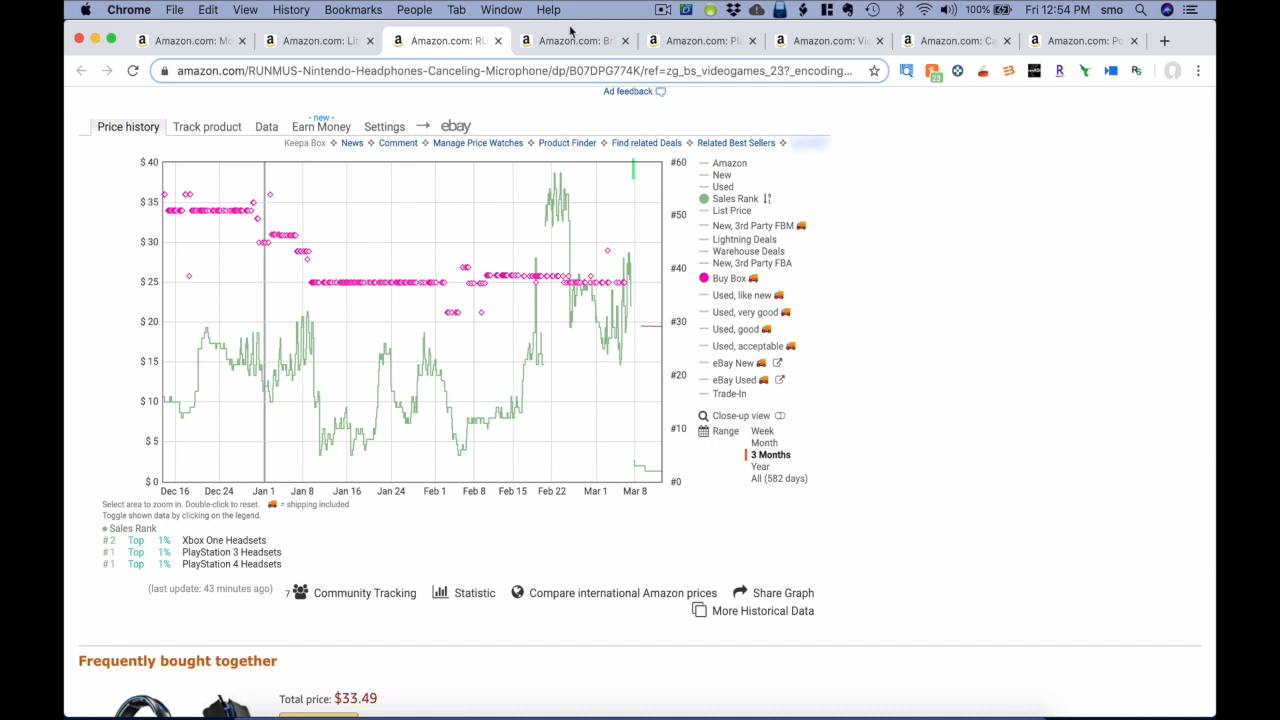 Chrome File Edit View History Bookmarks People Tab Window Help 100% Fri 12:54 PM smo
Amazon.com: Mo Amazon.com: Lit Amazon.com: RU Amazon.com: Br Amazon.com: Pl Amazon.com: Vi Amazon.com: Ca Amazon.com: Po
amazon.com/RUNMUS-Nintendo-Headphones-Canceling-Microphone/dp/B07DPG774K/ref=zg_bs_videogames_23?_encoding... 23
Ad feedback
- new -
Price history Track product Data Earn Money Settings → ebay
Keepa Box News Comment Manage Price Watches Product Finder Find related Deals Related Best Sellers
$ 40 #60 Amazon
New
Used
$ 35 Sales Rank
#50 List Price
New, 3rd Party FBM
$ 30 Lightning Deals
Warehouse Deals
#40 New, 3rd Party FBA
$ 25 Buy Box
Used, like new
Used, very good
$ 20 #30
Used, good
Used, acceptable
$ 15 eBay New
#20 eBay Used
Trade-In
$ 10
Close-up view
#10 Range Week
$ 5 Month
3 Months
Year
$ 0 #0 All (582 days)
Dec 16 Dec 24 Jan 1 Jan 8 Jan 16 Jan 24 Feb 1 Feb 8 Feb 15 Feb 22 Mar 1 Mar 8
Select area to zoom in. Double-click to reset. = shipping included
Toggle shown data by clicking on the legend.
Sales Rank
# 2 Top 1% Xbox One Headsets
# 1 Top 1% PlayStation 3 Headsets
# 1 Top 1% PlayStation 4 Headsets
(last update: 43 minutes ago) 7 Community Tracking Statistic Compare international Amazon prices Share Graph
More Historical Data
Frequently bought together
Total price: $33.49